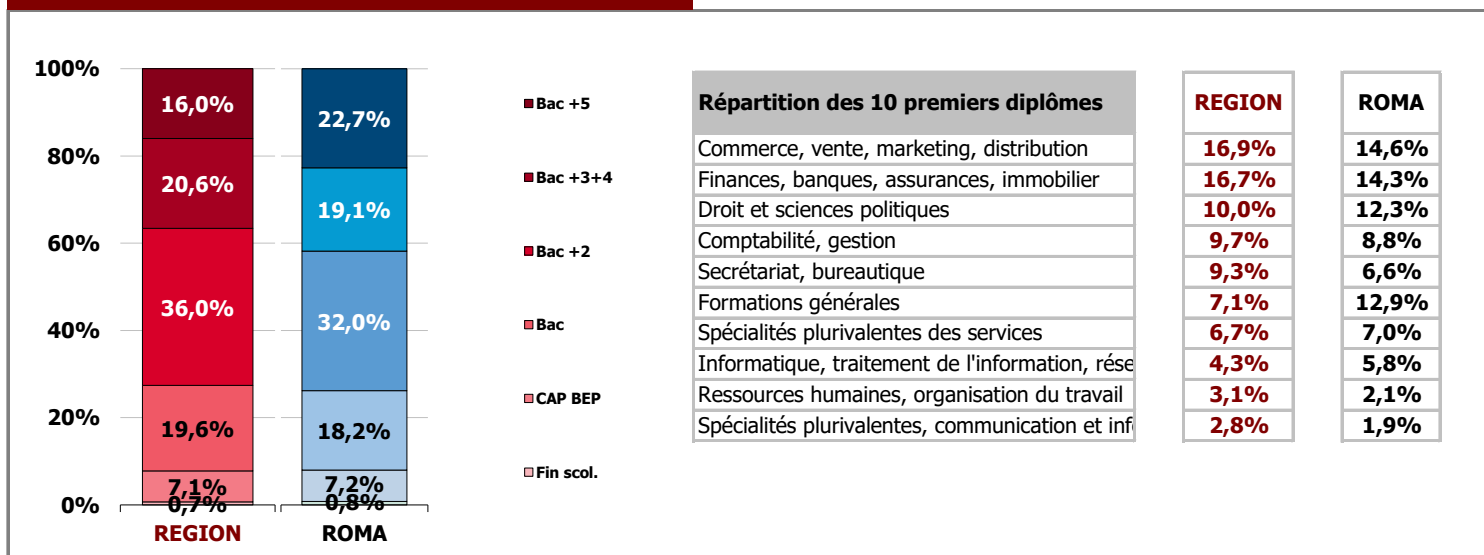 100%
80%
60%
40%
20%
0%
16,0%
20,6%
36,0%
19,6%
7,1%
0,7%
REGION
22,7%
19,1%
32,0%
18,2%
7,2%
0,8%
ROMA
Bac +5
Bac +3+4
Bac +2
Bac
CAP BEP
Fin scol.
Répartition des 10 premiers diplômes REGION ROMA
Commerce, vente, marketing, distribution 16,9% 14,6%
Finances, banques, assurances, immobilier 16,7% 14,3%
Droit et sciences politiques 10,0% 12,3%
Comptabilité, gestion 9,7% 8,8%
Secrétariat, bureautique 9,3% 6,6%
Formations générales 7,1% 12,9%
Spécialités plurivalentes des services 6,7% 7,0%
Informatique, traitement de l'information, rése 4,3% 5,8%
Ressources humaines, organisation du travail 3,1% 2,1%
Spécialités plurivalentes, communication et inf 2,8% 1,9%